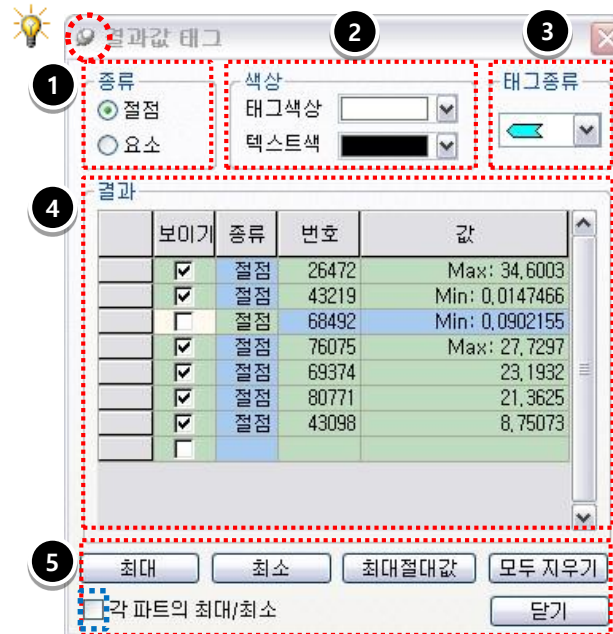 결과값 태그
2
3
1
종류
절점
요소
색상
태그색상
텍스트색
태그종류
4
결과
보이기 종류 번호 값
절점 26472 Max: 34,6003
절점 43219 Min: 0,0147466
절점 68492 Min: 0,0902155
절점 76075 Max: 27,7297
절점 69374 23,1932
절점 80771 21,3625
절점 43098 8,75073
5
최대 최소 최대절대값 모두 지우기
각 파트의 최대/최소 닫기